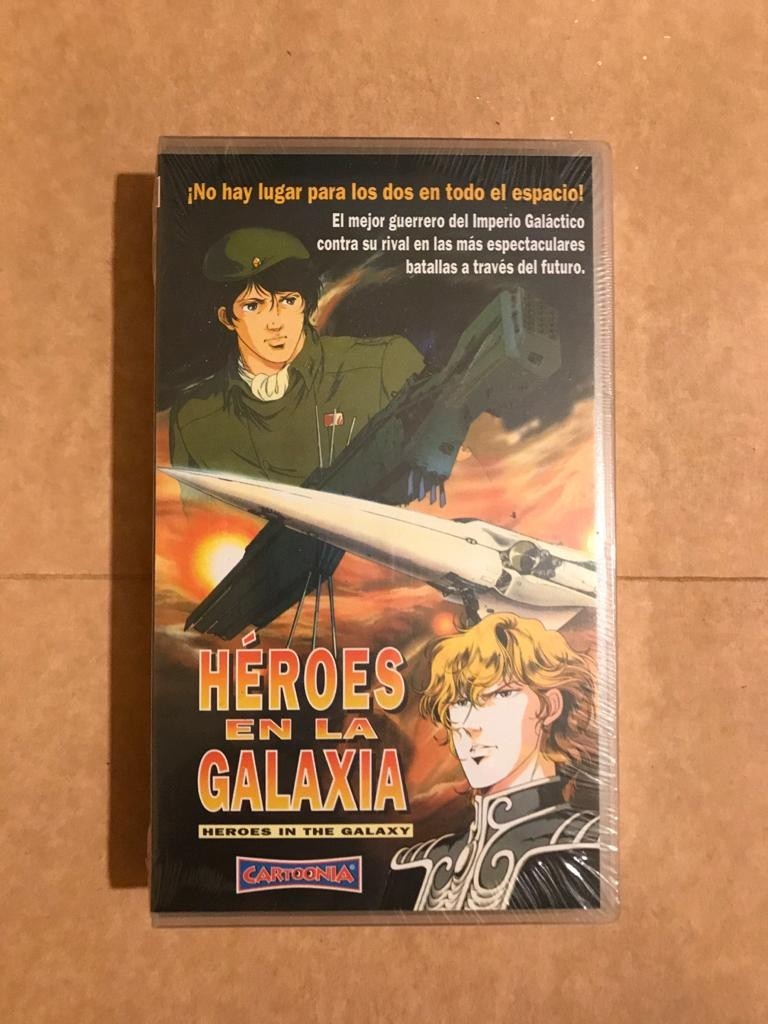 ¡No hay lugar para los dos en todo el espacio!
El mejor guerrero del Imperio Galáctico
contra su rival en las más espectaculares
batallas a través del futuro.
HÉROES
EN LA
GALAXIA
HEROES IN THE GALAXY
CARTOONIA®